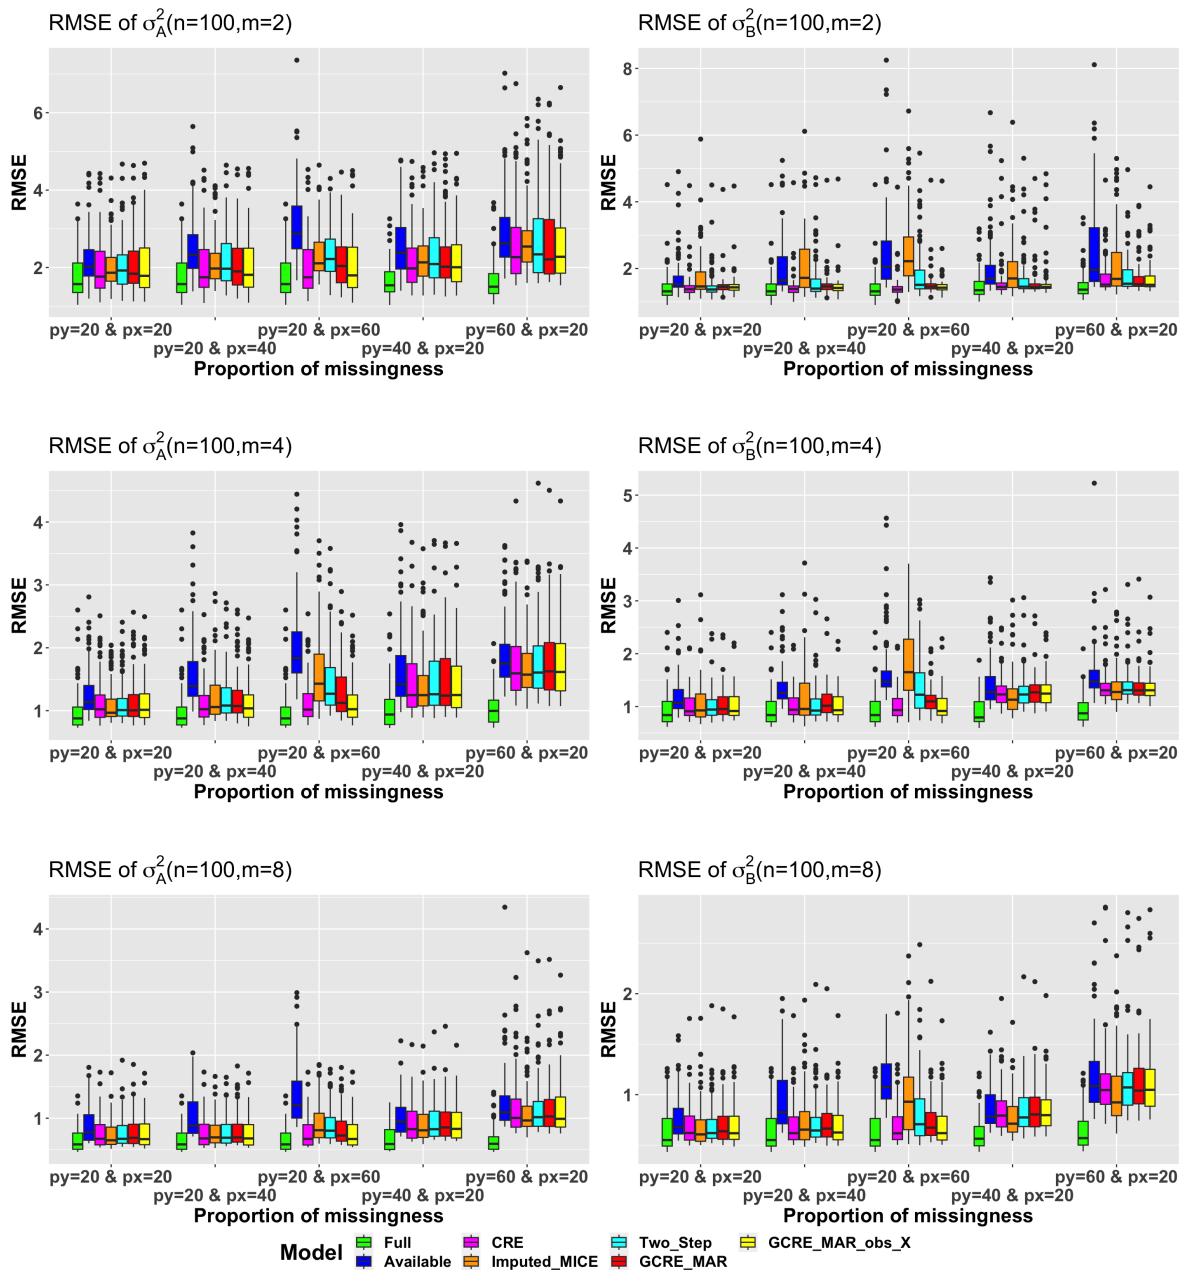 RMSE of σ²A(n=100,m=2)
RMSE of σ²B(n=100,m=2)
RMSE
6
4
2
RMSE
8
6
4
2
py=20 & px=20 py=20 & px=60 py=60 & px=20
py=20 & px=40 py=40 & px=20
Proportion of missingness
py=20 & px=20 py=20 & px=60 py=60 & px=20
py=20 & px=40 py=40 & px=20
Proportion of missingness
RMSE of σ²A(n=100,m=4)
RMSE of σ²B(n=100,m=4)
RMSE
4
3
2
1
RMSE
5
4
3
2
1
py=20 & px=20 py=20 & px=60 py=60 & px=20
py=20 & px=40 py=40 & px=20
Proportion of missingness
py=20 & px=20 py=20 & px=60 py=60 & px=20
py=20 & px=40 py=40 & px=20
Proportion of missingness
RMSE of σ²A(n=100,m=8)
RMSE of σ²B(n=100,m=8)
RMSE
4
3
2
1
RMSE
2
1
py=20 & px=20 py=20 & px=60 py=60 & px=20
py=20 & px=40 py=40 & px=20
Proportion of missingness
py=20 & px=20 py=20 & px=60 py=60 & px=20
py=20 & px=40 py=40 & px=20
Proportion of missingness
Model
Full CRE Two_Step GCRE_MAR_obs_X
Available Imputed_MICE GCRE_MAR